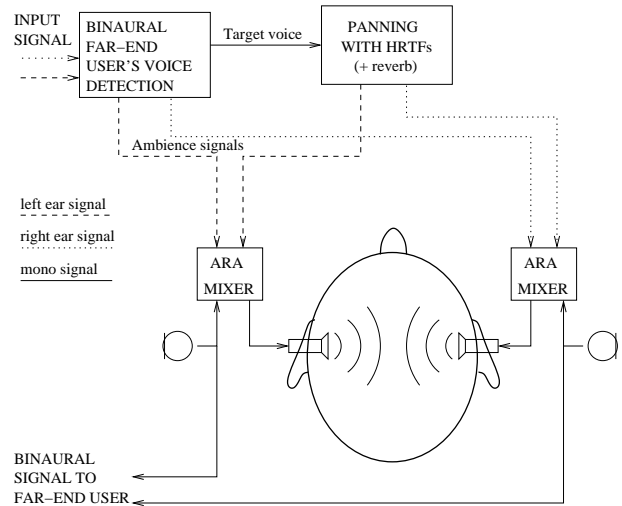 INPUT
SIGNAL
BINAURAL
FAR–END
USER'S VOICE
DETECTION
Target voice
PANNING
WITH HRTFs
(+ reverb)
Ambience signals
left ear signal
right ear signal
mono signal
ARA
MIXER
ARA
MIXER
BINAURAL
SIGNAL TO
FAR–END USER